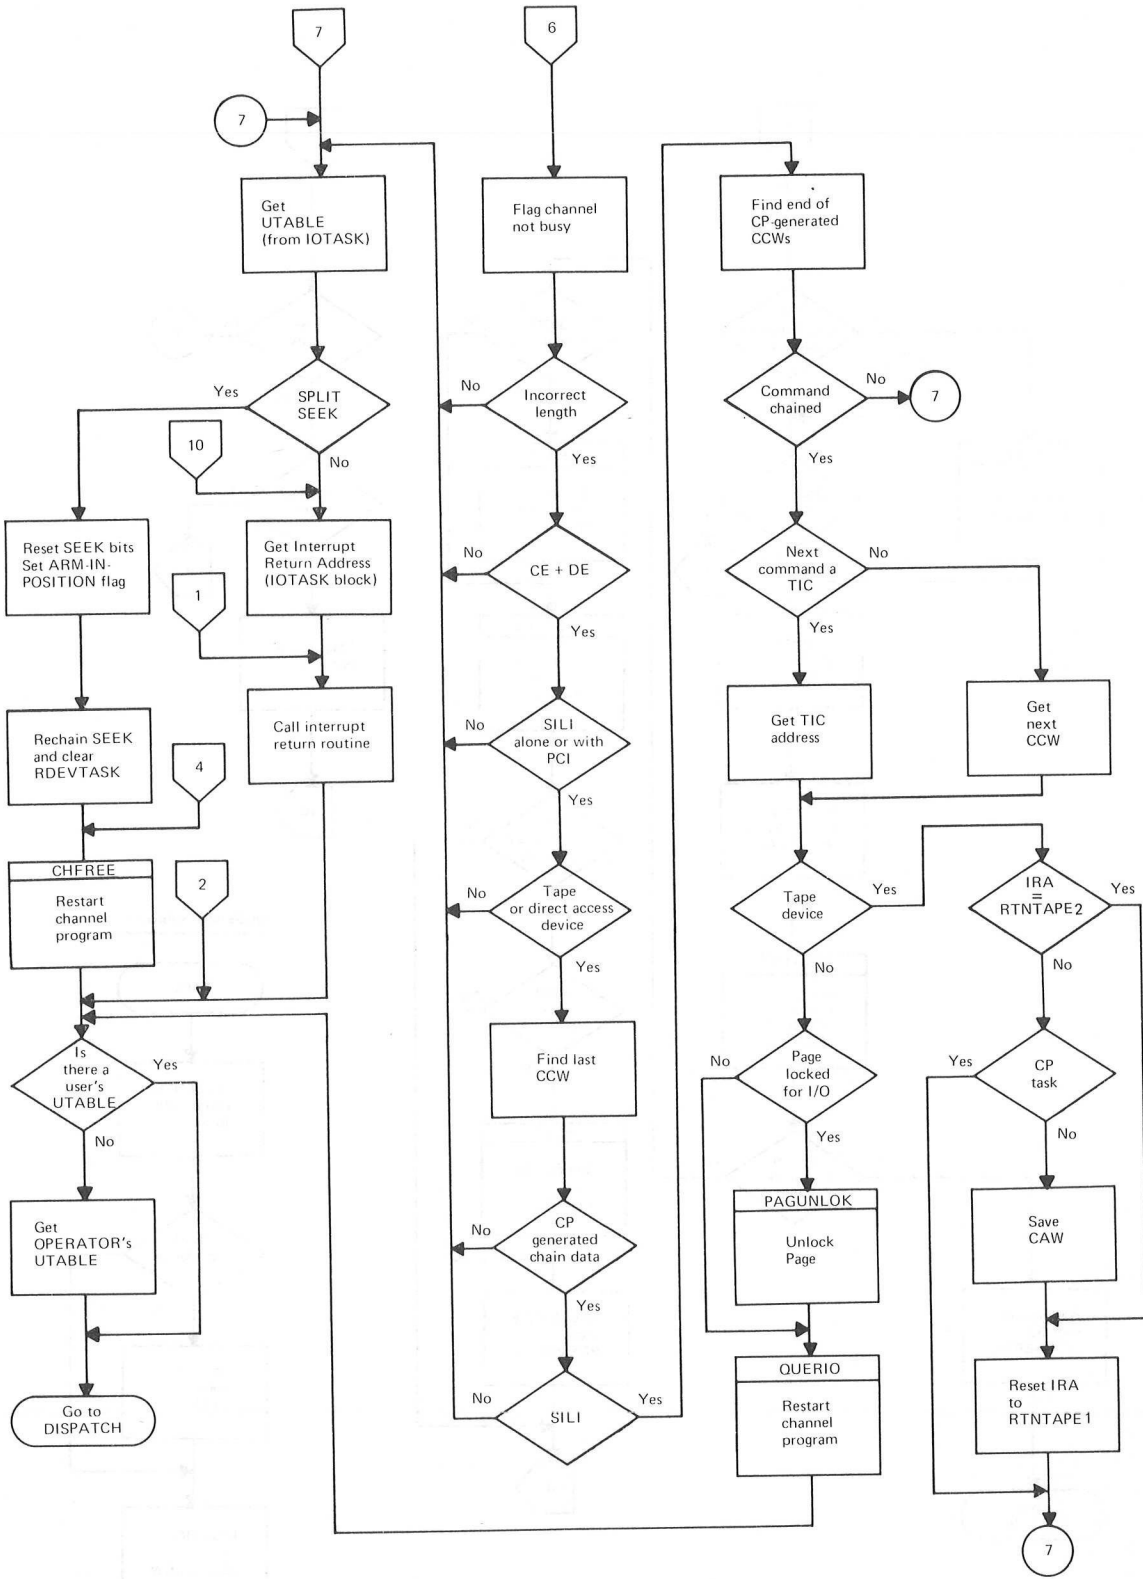 7
7
Get
UTABLE
(from IOTASK)
SPLIT
SEEK
Yes
No
10
Reset SEEK bits
Set ARM-IN-
POSITION flag
Get Interrupt
Return Address
(IOTASK block)
1
Rechain SEEK
and clear
RDEVTASK
Call interrupt
return routine
4
CHFREE
Restart
channel
program
2
Is
there a
user's
UTABLE
Yes
No
Get
OPERATOR's
UTABLE
Go to
DISPATCH
6
Flag channel
not busy
Incorrect
length
No
Yes
CE + DE
No
Yes
SILI
alone or with
PCI
No
Yes
Tape
or direct access
device
No
Yes
Find last
CCW
CP
generated
chain data
No
Yes
SILI
No
Yes
Find end of
CP-generated
CCWs
Command
chained
No
7
Yes
Next
command a
TIC
No
Yes
Get TIC
address
Get
next
CCW
Tape
device
Yes
No
IRA
=
RTNTAPE2
Yes
No
Page
locked
for I/O
No
Yes
CP
task
Yes
No
PAGUNLOK
Unlock
Page
Save
CAW
QUERIO
Restart
channel
program
Reset IRA
to
RTNTAPE1
7